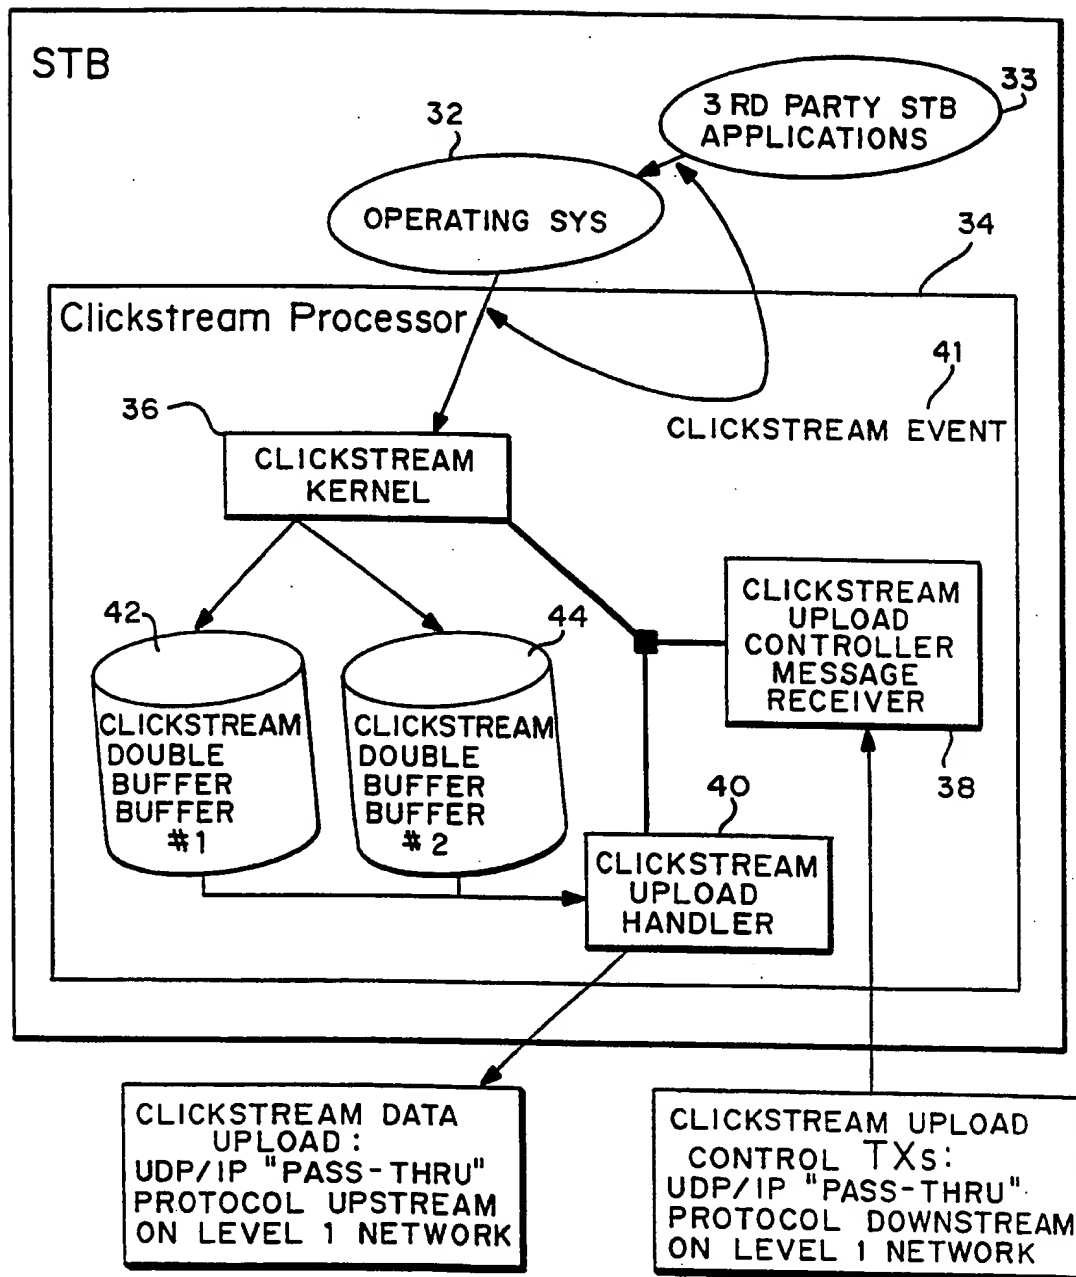 STB
33
3 RD PARTY STB
APPLICATIONS
32
OPERATING SYS
34
Clickstream Processor
41
CLICKSTREAM EVENT
36
CLICKSTREAM
KERNEL
42
44
CLICKSTREAM
DOUBLE
BUFFER
BUFFER
#1
CLICKSTREAM
DOUBLE
BUFFER
BUFFER
#2
CLICKSTREAM
UPLOAD
CONTROLLER
MESSAGE
RECEIVER
38
40
CLICKSTREAM
UPLOAD
HANDLER
CLICKSTREAM DATA
UPLOAD:
UDP/IP "PASS-THRU"
PROTOCOL UPSTREAM
ON LEVEL 1 NETWORK
CLICKSTREAM UPLOAD
CONTROL TXs:
UDP/IP "PASS-THRU"
PROTOCOL DOWNSTREAM
ON LEVEL 1 NETWORK